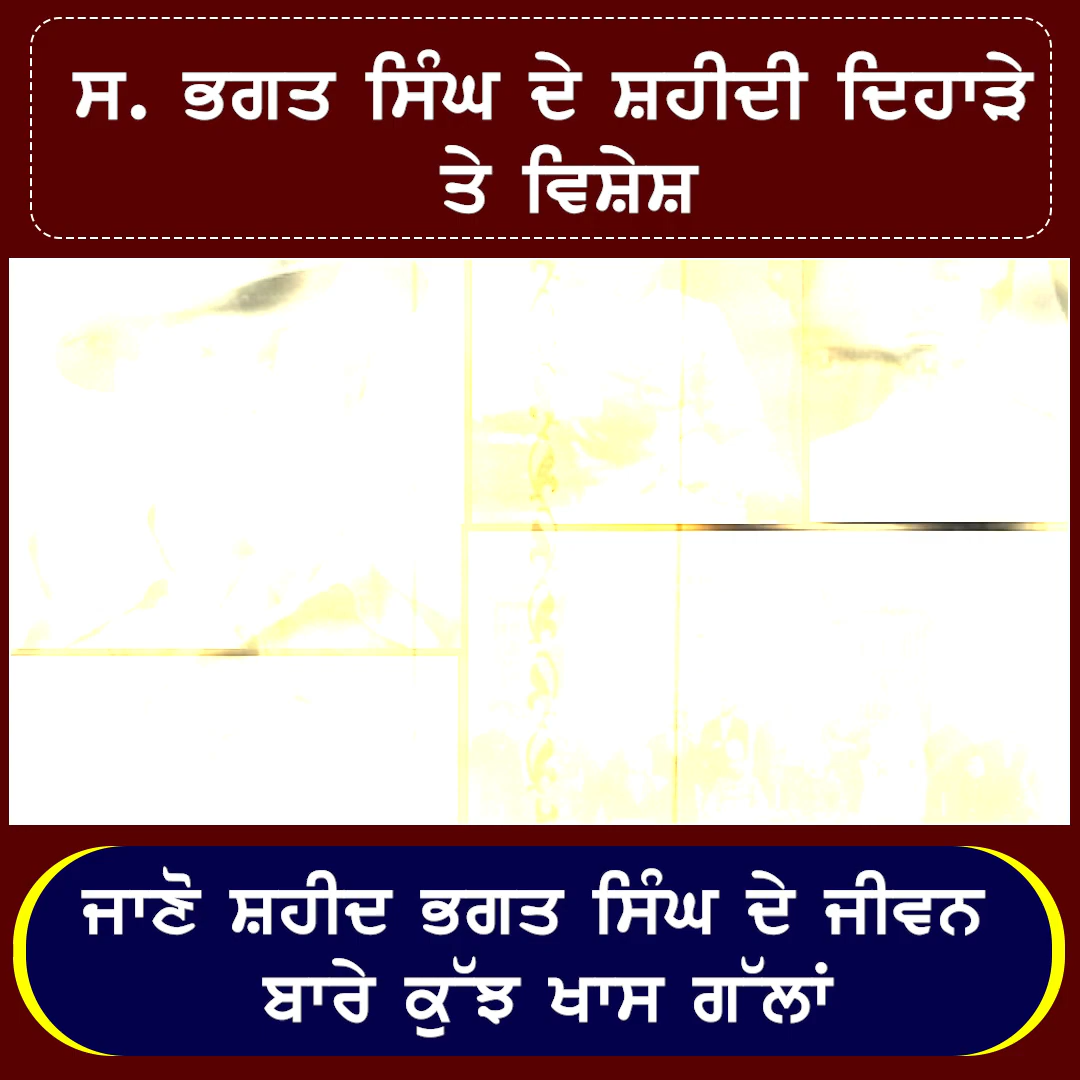 ਸ. ਭਗਤ ਸਿੰਘ ਦੇ ਸ਼ਹੀਦੀ ਦਿਹਾੜੇ
ਤੇ ਵਿਸ਼ੇਸ਼
ਜਾਣੋ ਸ਼ਹੀਦ ਭਗਤ ਸਿੰਘ ਦੇ ਜੀਵਨ
ਬਾਰੇ ਕੁੱਝ ਖਾਸ ਗੱਲਾਂ